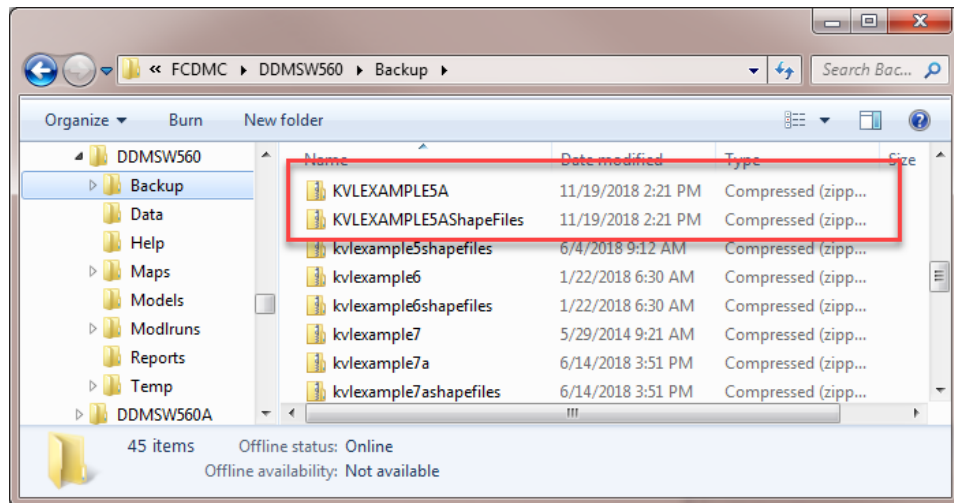 « FCDMC ▸ DDMSW560 ▸ Backup ▸ Search Bac...
Organize Burn New folder
DDMSW560
Backup
Data
Help
Maps
Models
Modlruns
Reports
Temp
DDMSW560A
Name Date modified Type Size
KVLEXAMPLE5A 11/19/2018 2:21 PM Compressed (zipp...
KVLEXAMPLE5AShapeFiles 11/19/2018 2:21 PM Compressed (zipp...
kvlexample5shapefiles 6/4/2018 9:12 AM Compressed (zipp...
kvlexample6 1/22/2018 6:30 AM Compressed (zipp...
kvlexample6shapefiles 1/22/2018 6:30 AM Compressed (zipp...
kvlexample7 5/29/2014 9:21 AM Compressed (zipp...
kvlexample7a 6/14/2018 3:51 PM Compressed (zipp...
kvlexample7ashapefiles 6/14/2018 3:51 PM Compressed (zipp...
45 items Offline status: Online
Offline availability: Not available